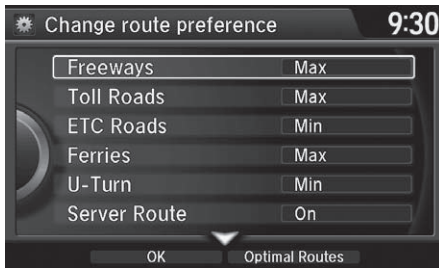 Change route preference 9:30
Freeways Max
Toll Roads Max
ETC Roads Min
Ferries Max
U-Turn Min
Server Route On
OK Optimal Routes